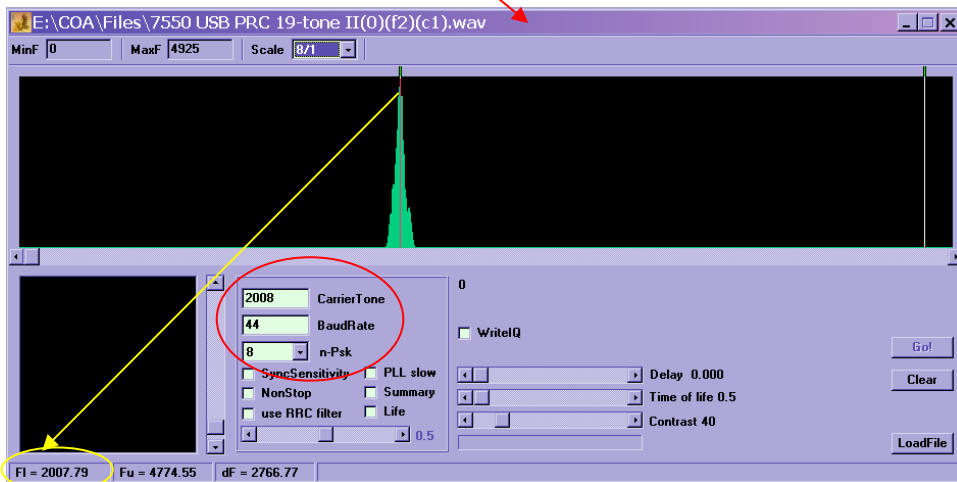 E:\COA\Files\7550 USB PRC 19-tone II(0)(f2)(c1).wav
MinF 0 MaxF 4925 Scale 8/1
2008 CarrierTone
44 BaudRate
8 n-Psk
SyncSensitivity PLL slow
NonStop Summary
use RRC filter Life
0.5
0
WriteIQ
Delay 0.000
Time of life 0.5
Contrast 40
Go!
Clear
LoadFile
Fl = 2007.79 Fu = 4774.55 dF = 2766.77